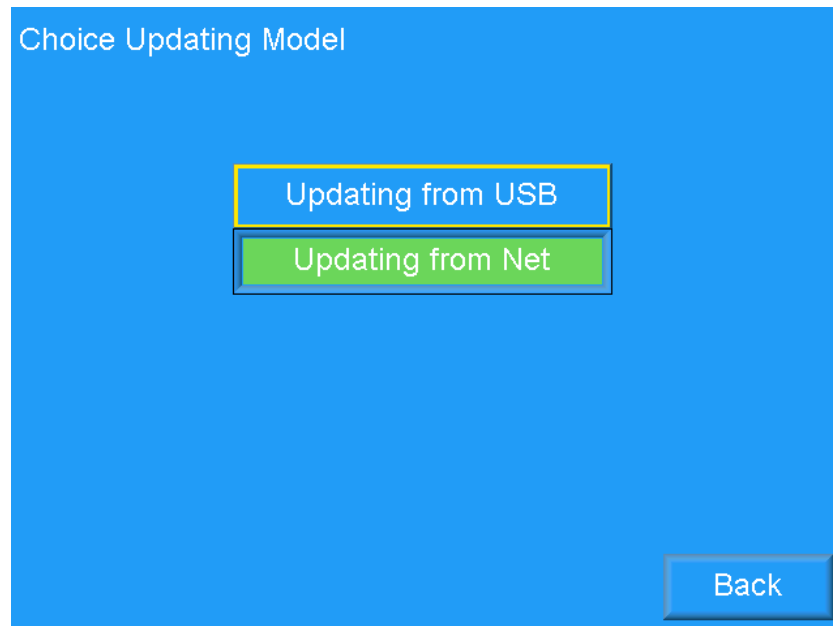 Choice Updating Model
Updating from USB
Updating from Net
Back